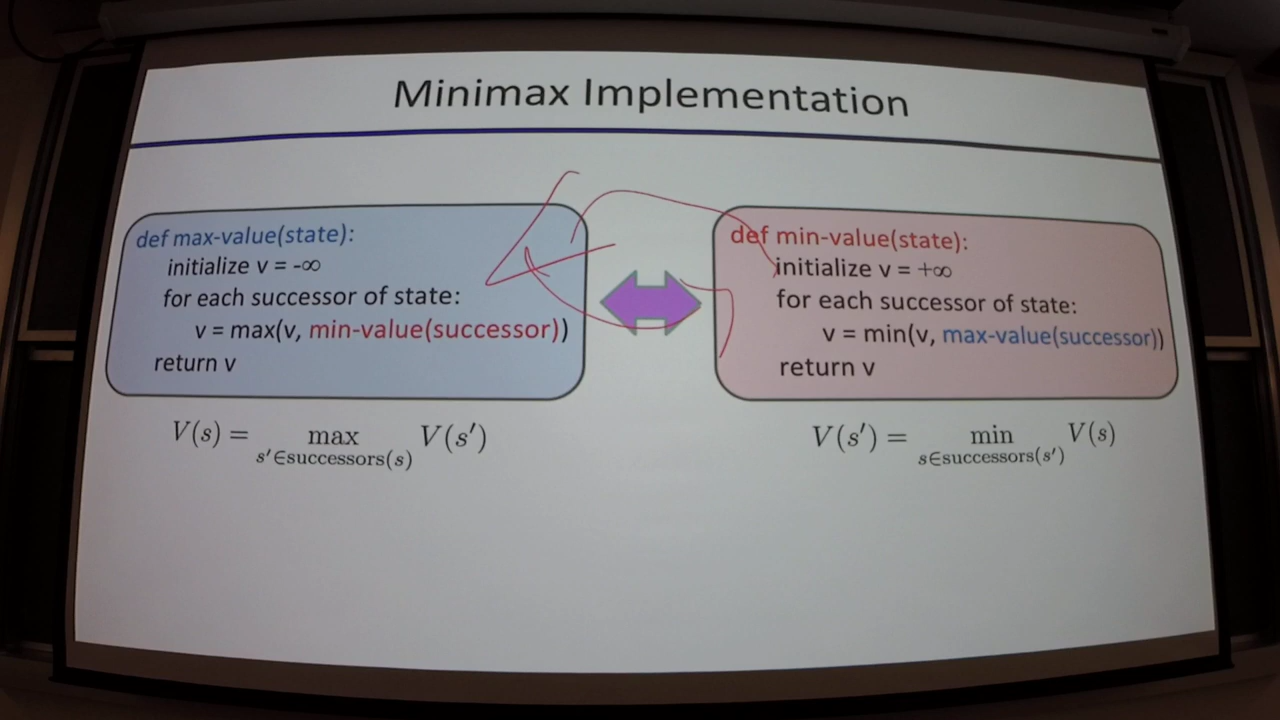 Minimax Implementation
def max-value(state):
initialize v = -∞
for each successor of state:
v = max(v, min-value(successor))
return v
V(s) = max V(s')
s'∈successors(s)
def min-value(state):
initialize v = +∞
for each successor of state:
v = min(v, max-value(successor))
return v
V(s') = min V(s)
s∈successors(s')